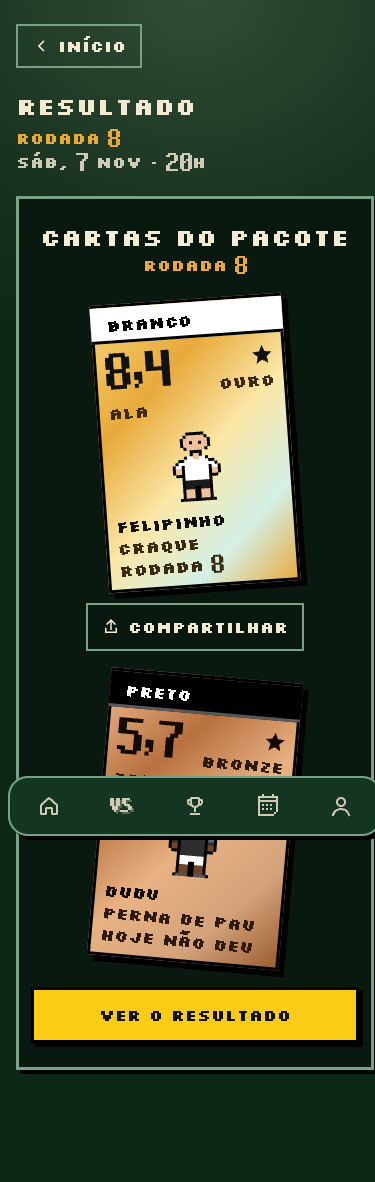 INÍCIO
RESULTADO
RODADA 8
SÁB, 7 NOV · 20H
CARTAS DO PACOTE
RODADA 8
BRANCO
8,4
OURO
ALA
FELIPINHO
CRAQUE
RODADA 8
COMPARTILHAR
PRETO
5,7
BRONZE
VS
DUDU
PERNA DE PAU
HOJE NÃO DEU
VER O RESULTADO